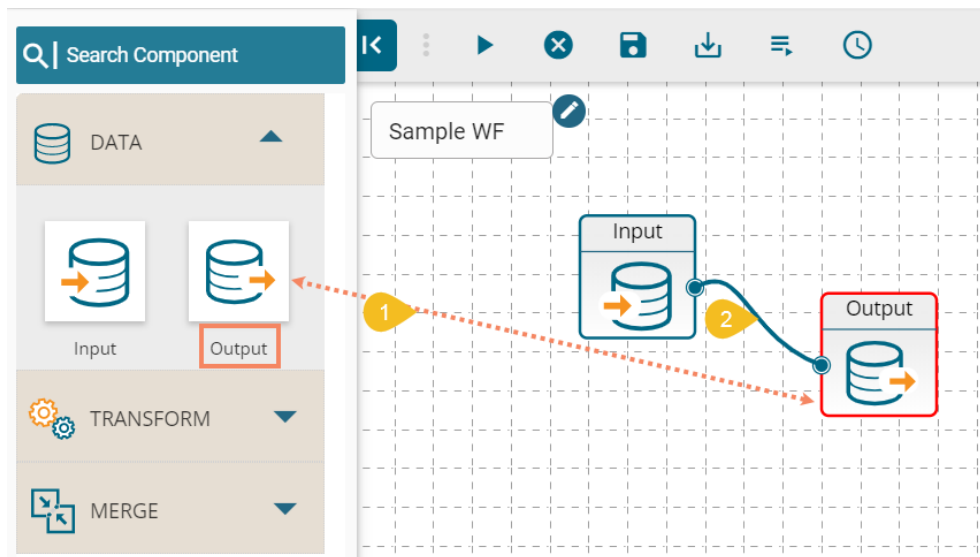 Search Component
DATA
Input
Output
TRANSFORM
MERGE
Sample WF
Input
Output
1
2